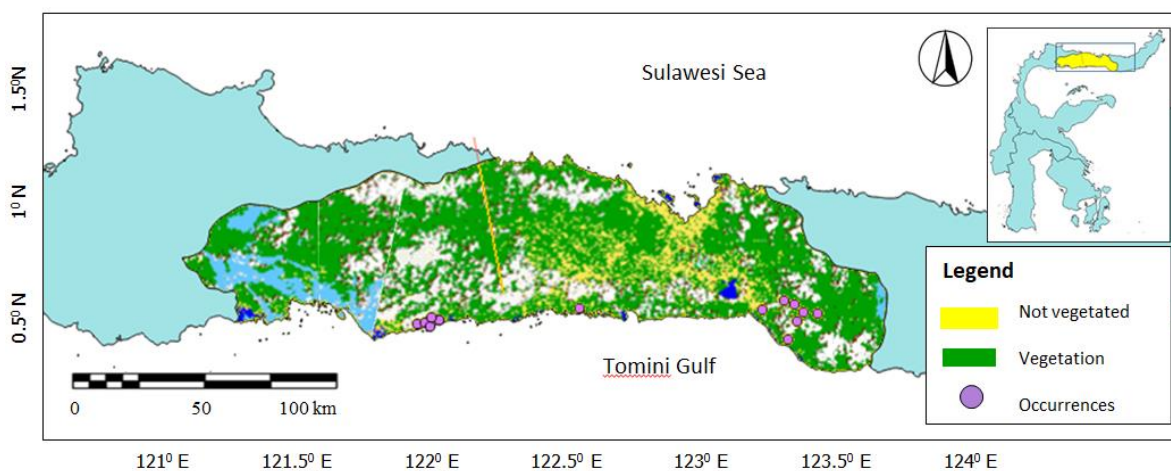 Sulawesi Sea
1.5⁰N
1⁰ N
0.5⁰ N
Tomini Gulf
0 50 100 km
Legend
Not vegetated
Vegetation
Occurrences
121⁰ E 121.5⁰ E 122⁰ E 122.5⁰ E 123⁰ E 123.5⁰ E 124⁰ E